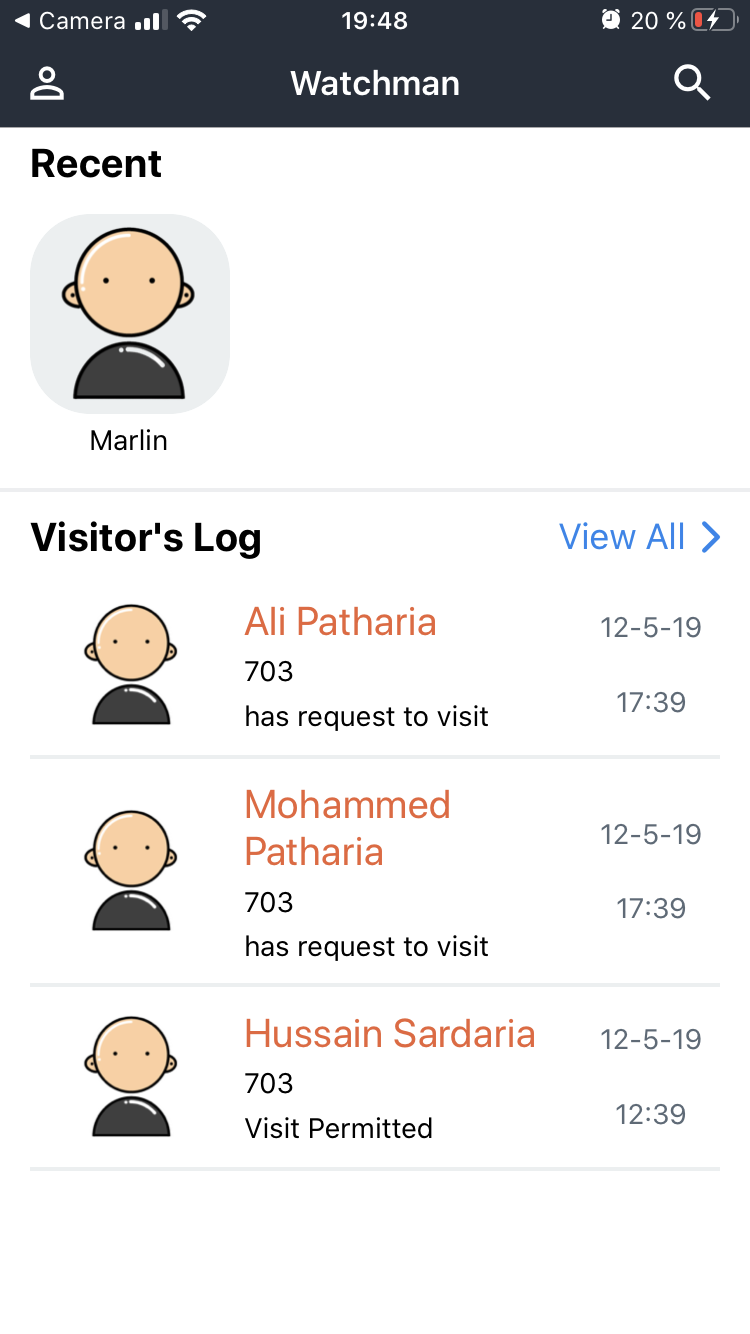 Camera 19:48 20 %
Watchman
Recent
Marlin
Visitor's Log View All
Ali Patharia 12-5-19
703
17:39
has request to visit
Mohammed
Patharia
12-5-19
703
17:39
has request to visit
Hussain Sardaria 12-5-19
703
12:39
Visit Permitted